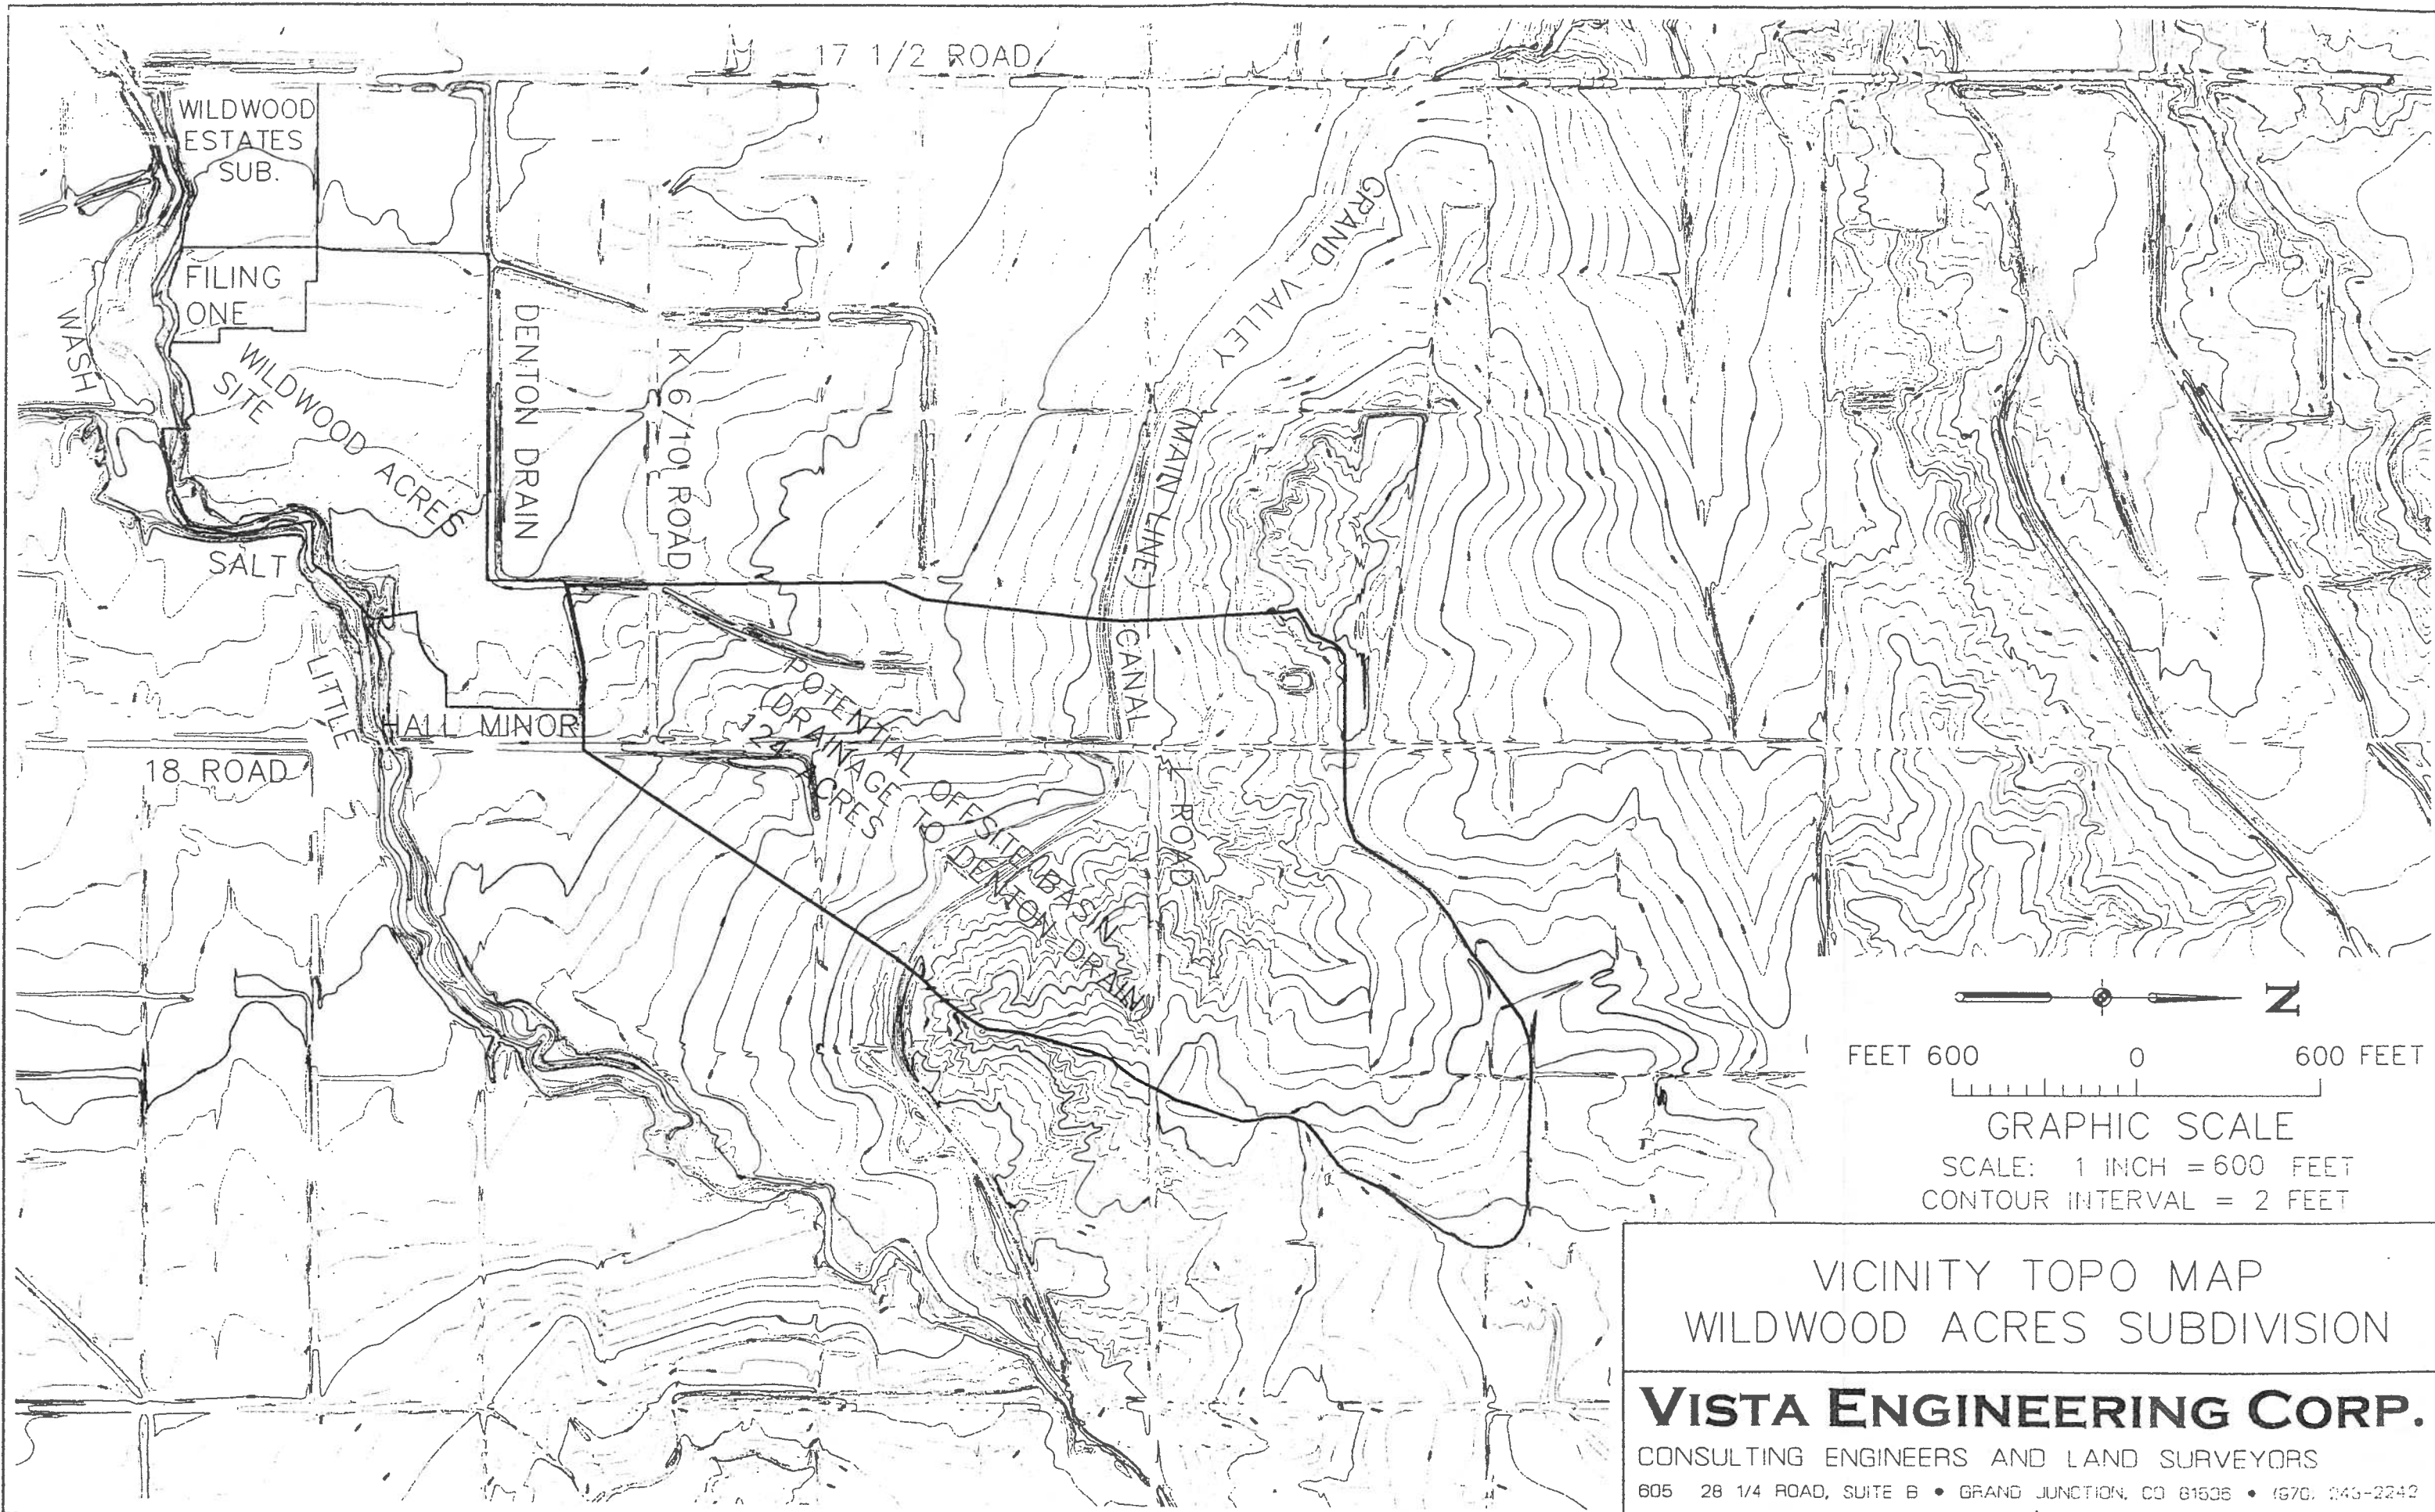 17 1/2 ROAD
WILDWOOD
ESTATES
SUB.
FILING
ONE
WILDWOOD ACRES
SITE
WASH
DENTON DRAIN
K 6/10 ROAD
GRAND VALLEY
(MAIN LINE)
CANAL
SALT
LITTLE
HALL MINOR
18 ROAD
POTENTIAL OFFSITE BASIN
(DRAINAGE TO DENTON DRAIN)
124 ACRES
L ROAD
N
FEET 600 0 600 FEET
GRAPHIC SCALE
SCALE: 1 INCH = 600 FEET
CONTOUR INTERVAL = 2 FEET
VICINITY TOPO MAP
WILDWOOD ACRES SUBDIVISION
VISTA ENGINEERING CORP.
CONSULTING ENGINEERS AND LAND SURVEYORS
605 28 1/4 ROAD, SUITE B • GRAND JUNCTION, CO 81506 • (970) 243-2242